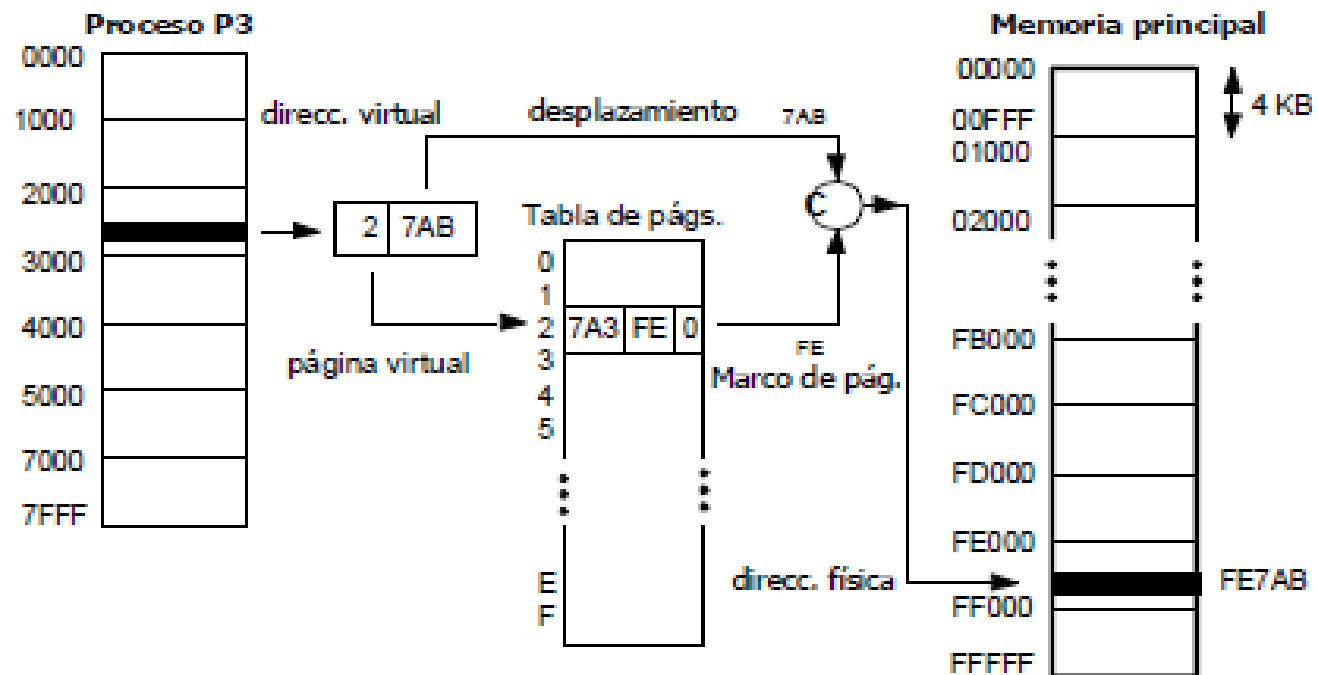 Proceso P3
0000
1000
2000
3000
4000
5000
7000
7FFF
direcc. virtual
2 7AB
página virtual
desplazamiento 7AB
Tabla de págs.
0
1
2 7A3 FE 0
3
4
5
E
F
C
FE
Marco de pág.
direcc. física
Memoria principal
00000
00FFF
01000
02000
FB000
FC000
FD000
FE000
FF000
FFFFF
4 KB
FE7AB